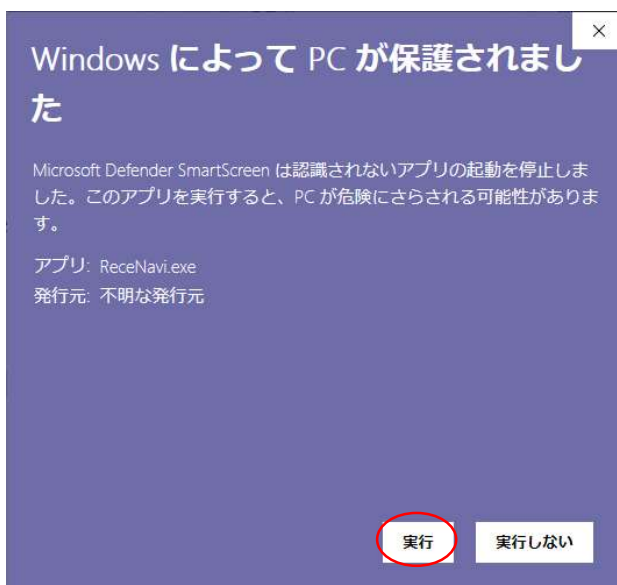 Windows によって PC が保護されまし
た
Microsoft Defender SmartScreen は認識されないアプリの起動を停止しま
した。このアプリを実行すると、PC が危険にさらされる可能性がありま
す。
アプリ: ReceNavi.exe
発行元: 不明な発行元
実行 実行しない